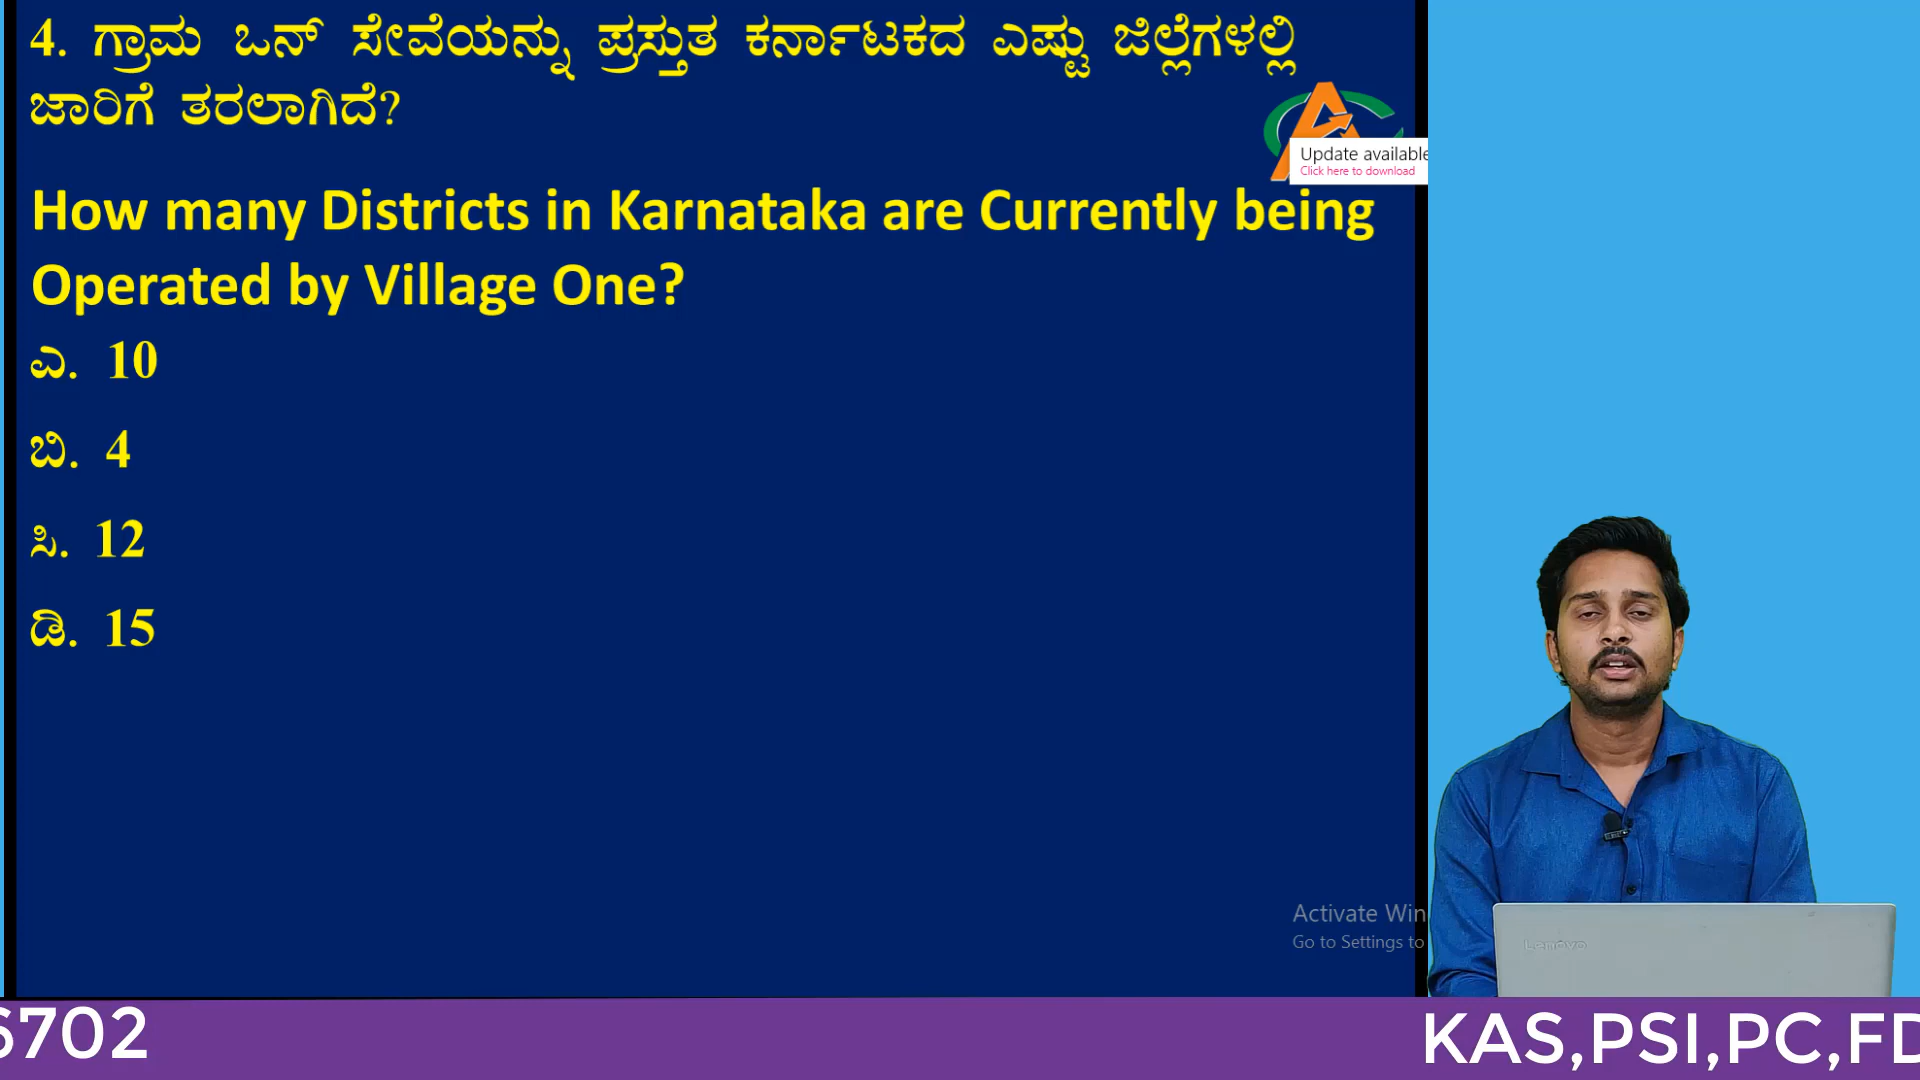 4. ಗ್ರಾಮ ಒನ್ ಸೇವೆಯನ್ನು ಪ್ರಸ್ತುತ ಕರ್ನಾಟಕದ ಎಷ್ಟು ಜಿಲ್ಲೆಗಳಲ್ಲಿ
ಜಾರಿಗೆ ತರಲಾಗಿದೆ?
Update available
Click here to download
How many Districts in Karnataka are Currently being
Operated by Village One?
ಎ. 10
ಬಿ. 4
ಸಿ. 12
ಡಿ. 15
Activate Win
Go to Settings to
Lenovo
6702
KAS,PSI,PC,FD